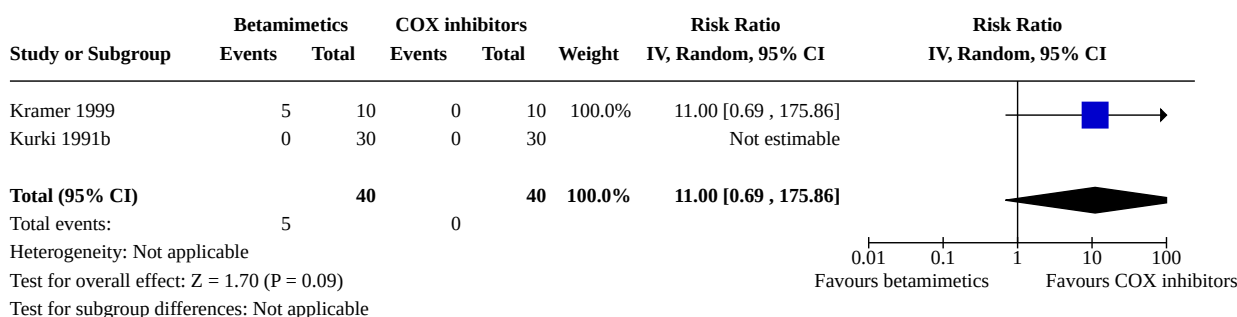 Betamimetics COX inhibitors Risk Ratio Risk Ratio
Study or Subgroup Events Total Events Total Weight IV, Random, 95% CI IV, Random, 95% CI
Kramer 1999 5 10 0 10 100.0% 11.00 [0.69 , 175.86]
Kurki 1991b 0 30 0 30 Not estimable
Total (95% CI) 40 40 100.0% 11.00 [0.69 , 175.86]
Total events: 5 0
Heterogeneity: Not applicable
0.01 0.1 1 10 100
Test for overall effect: Z = 1.70 (P = 0.09) Favours betamimetics Favours COX inhibitors
Test for subgroup differences: Not applicable